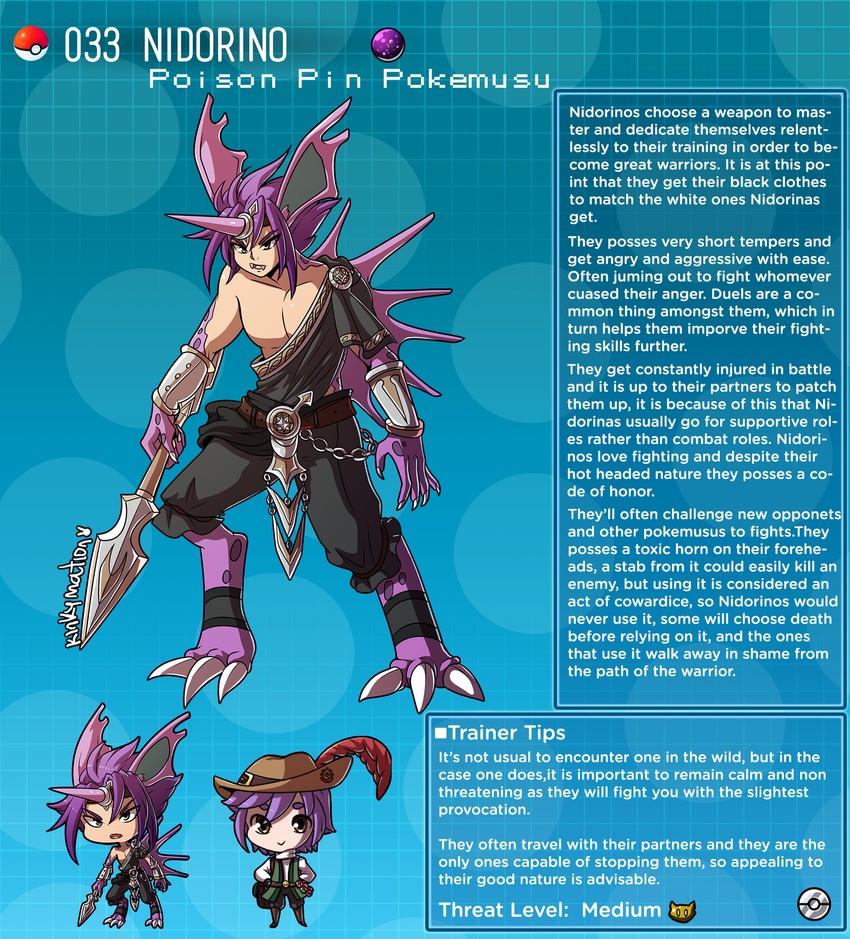 033 NIDORINO
Poison Pin Pokemusu
Nidorinos choose a weapon to mas-
ter and dedicate themselves relent-
lessly to their training in order to be-
come great warriors. It is at this po-
int that they get their black clothes
to match the white ones Nidorinas
get.
They posses very short tempers and
get angry and aggressive with ease.
Often juming out to fight whomever
cuased their anger. Duels are a co-
mmon thing amongst them, which in
turn helps them imporve their fight-
ing skills further.
They get constantly injured in battle
and it is up to their partners to patch
them up, it is because of this that Ni-
dorinas usually go for supportive rol-
es rather than combat roles. Nidori-
nos love fighting and despite their
hot headed nature they posses a co-
de of honor.
They'll often challenge new opponets
and other pokemusus to fights.They
posses a toxic horn on their forehe-
ads, a stab from it could easily kill an
enemy, but using it is considered an
act of cowardice, so Nidorinos would
never use it, some will choose death
before relying on it, and the ones
that use it walk away in shame from
the path of the warrior.
kinkymation
Trainer Tips
It's not usual to encounter one in the wild, but in the
case one does,it is important to remain calm and non
threatening as they will fight you with the slightest
provocation.
They often travel with their partners and they are the
only ones capable of stopping them, so appealing to
their good nature is advisable.
Threat Level: Medium